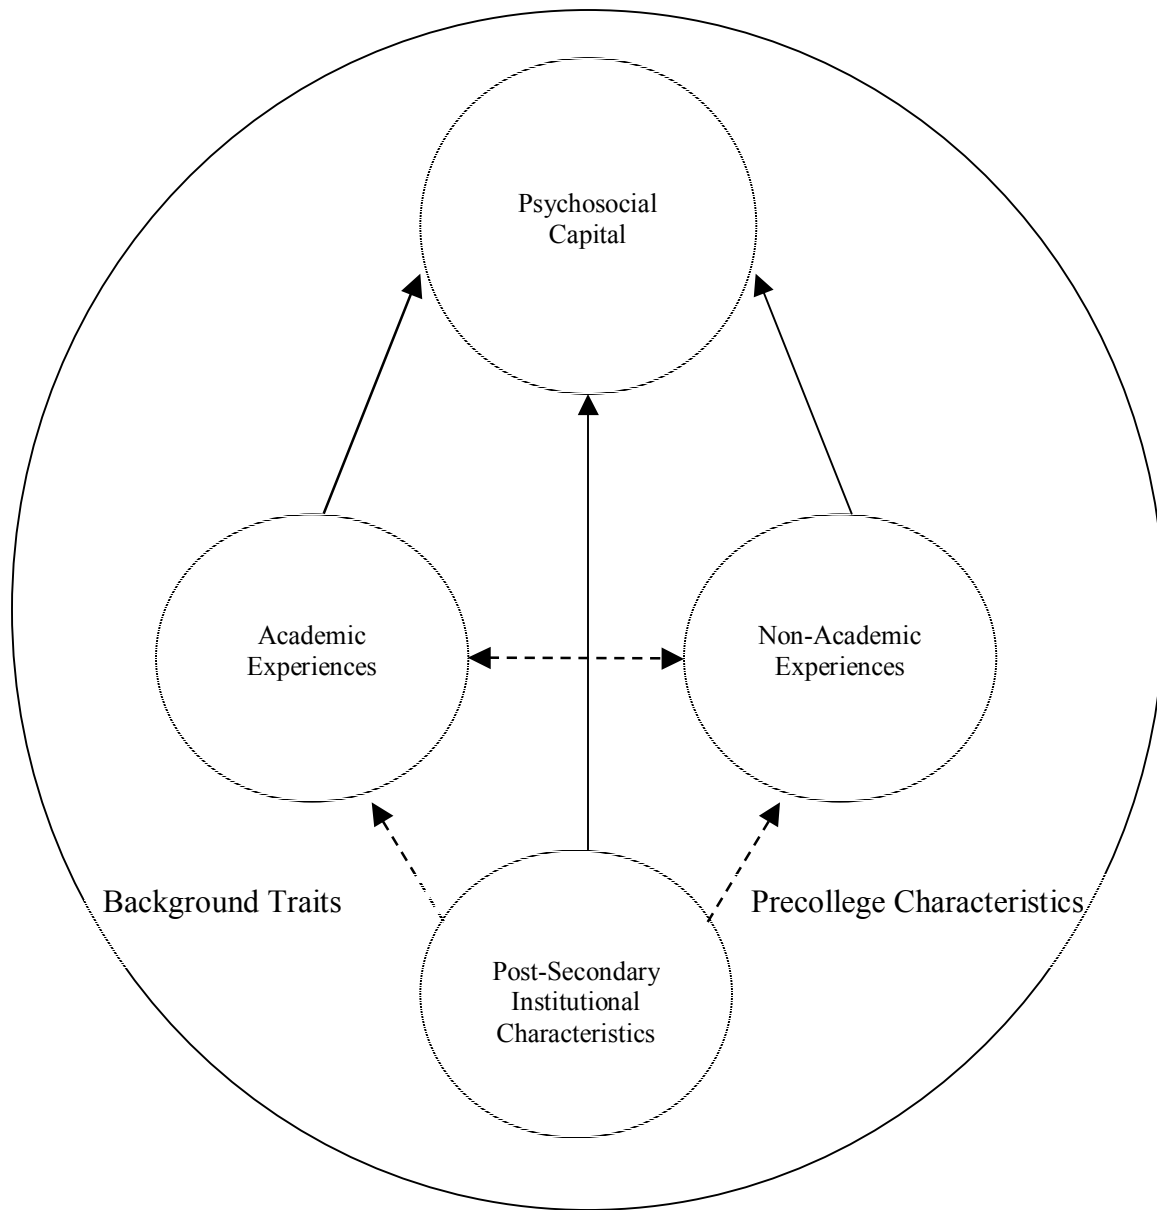 Psychosocial
Capital
Academic
Experiences
Non-Academic
Experiences
Background Traits
Precollege Characteristics
Post-Secondary
Institutional
Characteristics